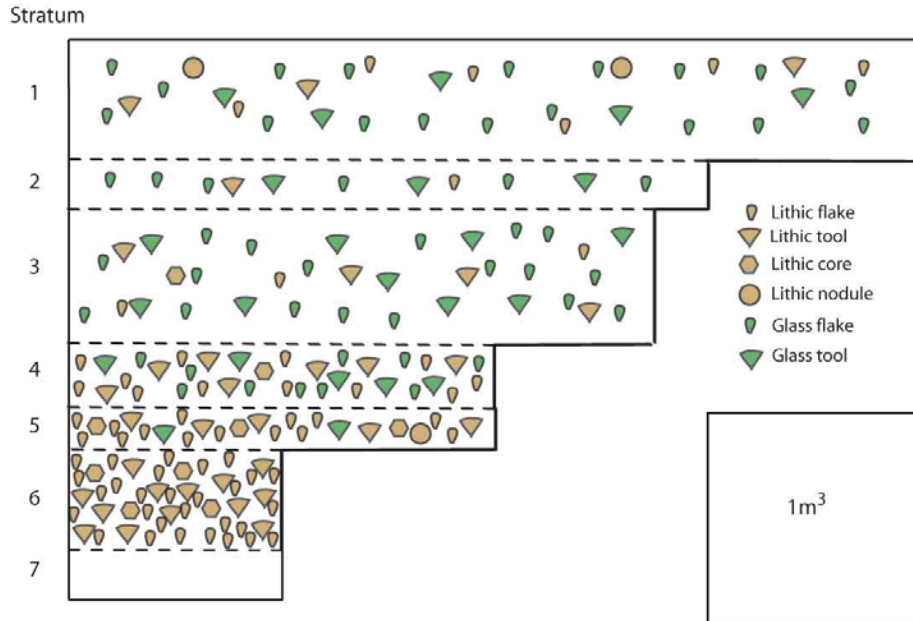 Stratum
1
2
3
4
5
6
7
Lithic flake
Lithic tool
Lithic core
Lithic nodule
Glass flake
Glass tool
1m³